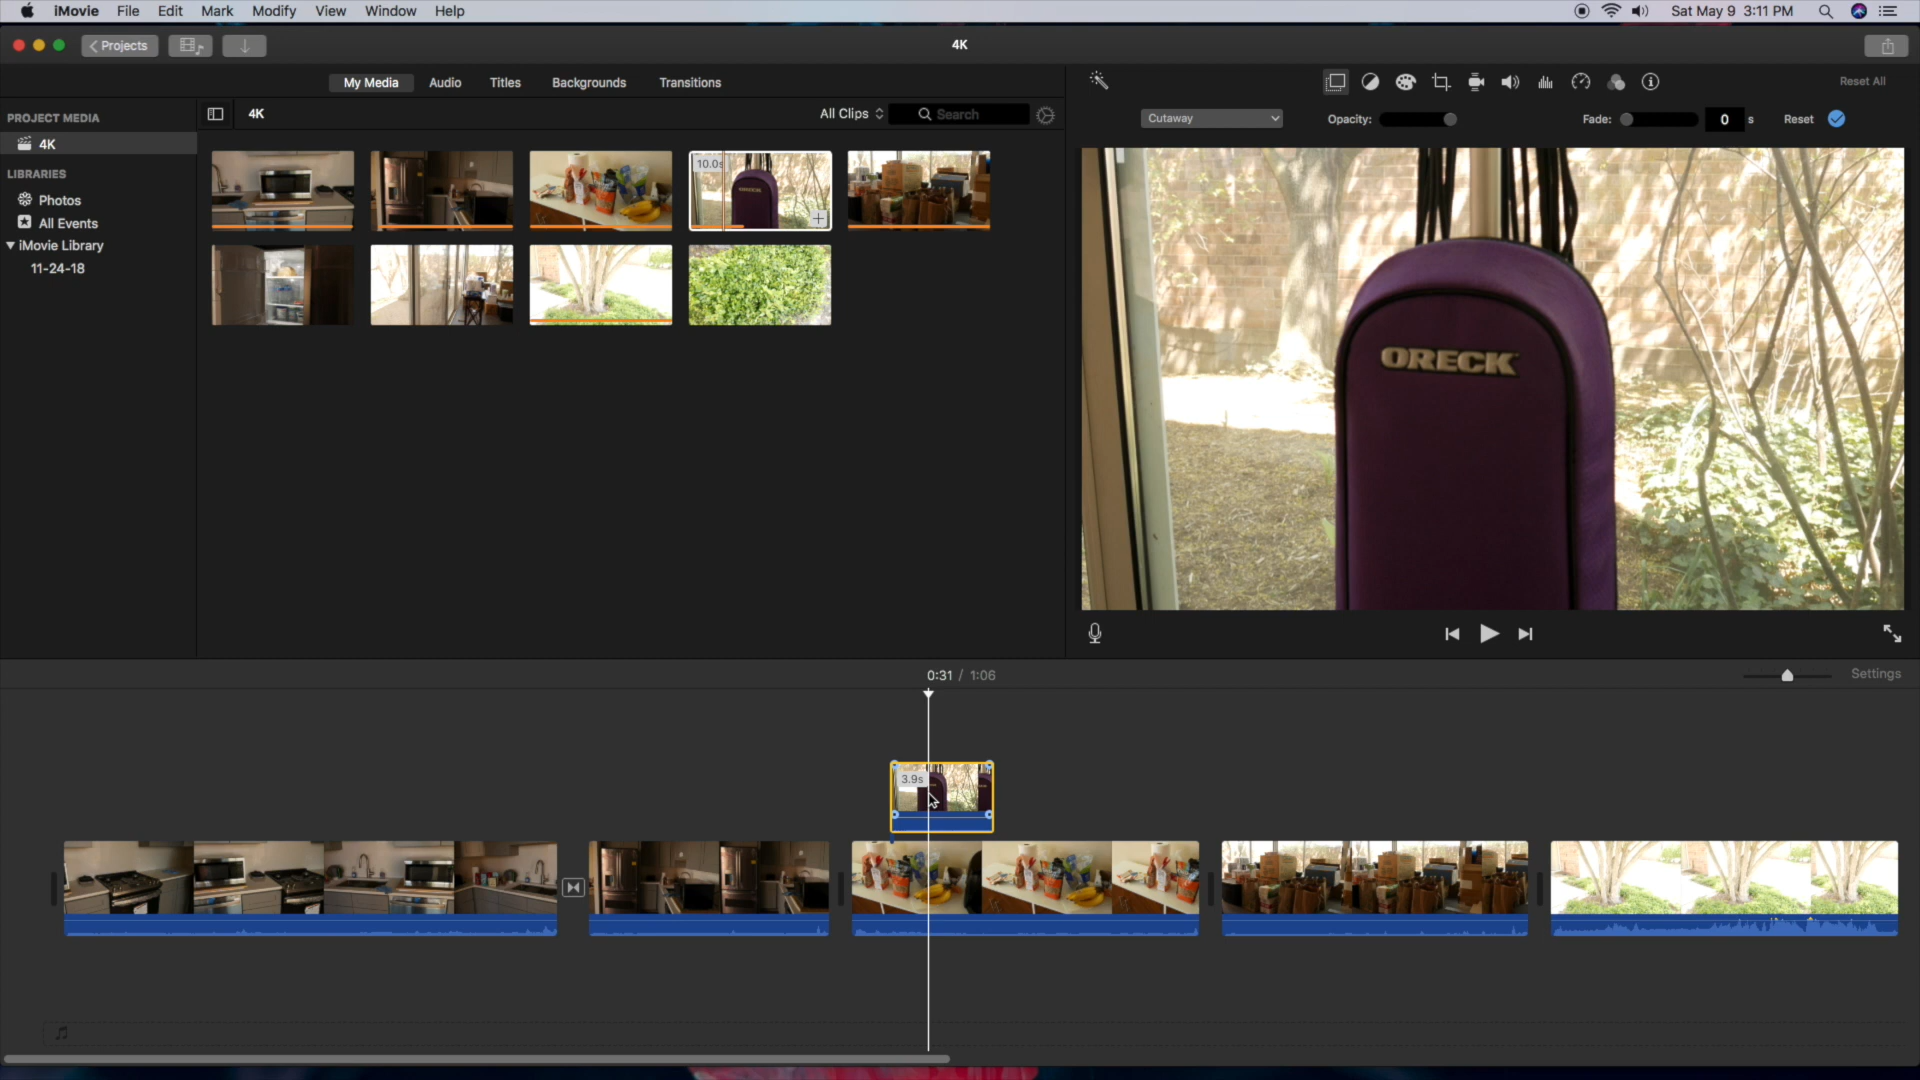 iMovie File Edit Mark Modify View Window Help
Sat May 9 3:11 PM
Projects
4K
My Media Audio Titles Backgrounds Transitions
Reset All
PROJECT MEDIA
4K
All Clips
Search
Cutaway
Opacity:
Fade:
0 s
Reset
4K
LIBRARIES
Photos
All Events
iMovie Library
11-24-18
10.0s
ORECK
0:31 / 1:06
Settings
3.9s